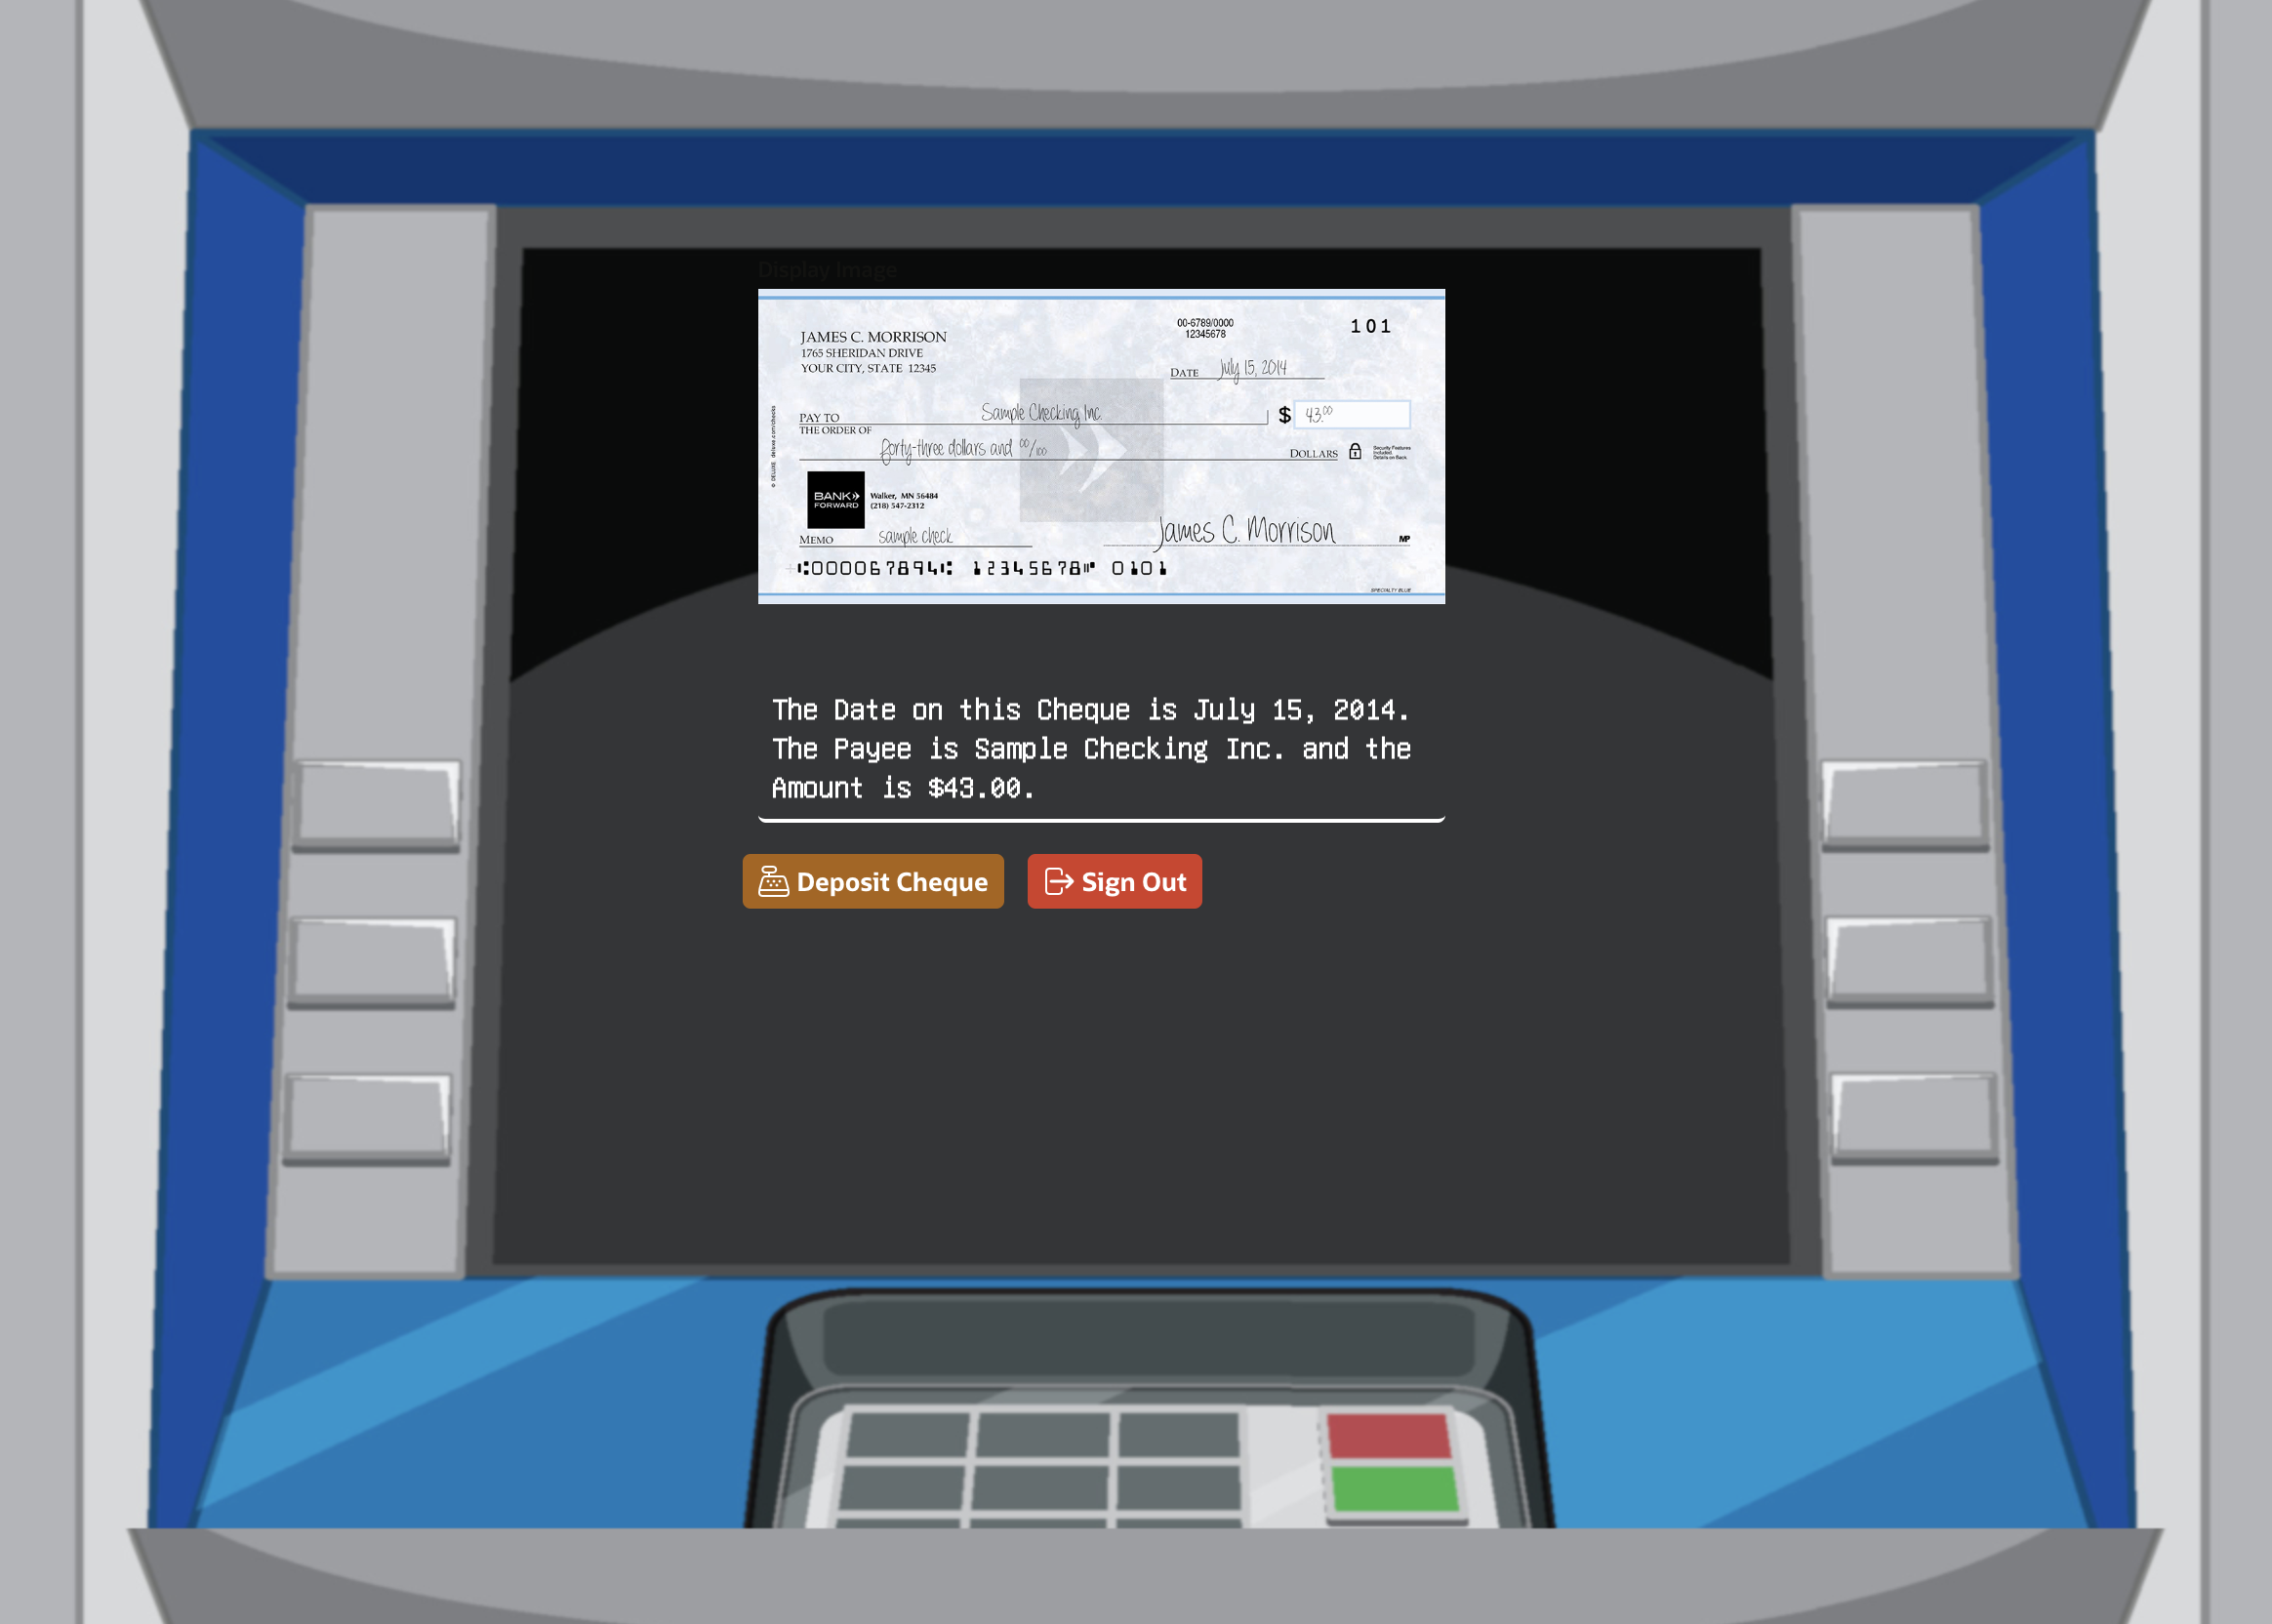 Display Image
JAMES C. MORRISON
1765 SHERIDAN DRIVE
YOUR CITY, STATE 12345
00-6789/0000
12345678
101
DATE July 15, 2014
PAY TO
THE ORDER OF
Sample Checking Inc.
$ 43.00
forty-three dollars and 00/100
DOLLARS
Security Features
Included.
Details on Back.
© DELUXE deluxe.com/checks
BANK
FORWARD
Walker, MN 56484
(218) 547-2312
MEMO sample check
James C. Morrison
MP
⑆000067894⑆ 12345678⑈ 0101
SPECIALTY BLUE
The Date on this Cheque is July 15, 2014.
The Payee is Sample Checking Inc. and the
Amount is $43.00.
Deposit Cheque
Sign Out